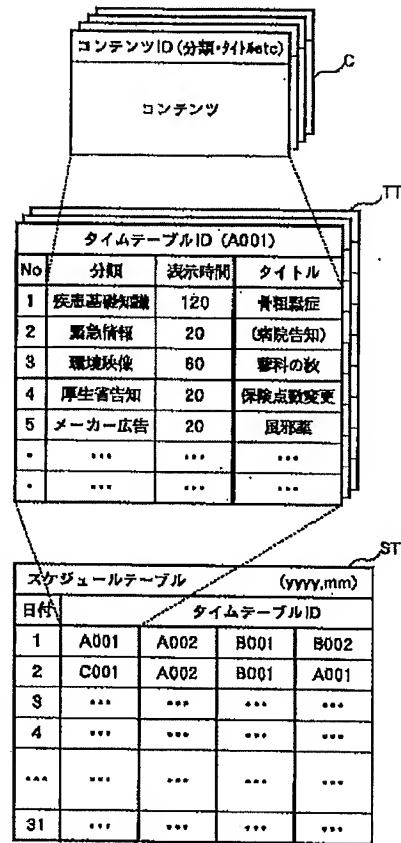 コンテンツID (分類・タイトルetc)
C
コンテンツ
TT
タイムテーブルID (A001)
No 分類 表示時間 タイトル
1 疾患基礎知識 120 骨粗鬆症
2 緊急情報 20 (病院告知)
3 環境映像 60 蓼科の秋
4 厚生省告知 20 保険点数変更
5 メーカー広告 20 風邪薬
・ ・・・ ・・・ ・・・
・ ・・・ ・・・ ・・・
ST
スケジュールテーブル (yyyy,mm)
日付 タイムテーブルID
1 A001 A002 B001 B002
2 C001 A002 B001 A001
3 ・・・ ・・・ ・・・ ・・・
4 ・・・ ・・・ ・・・ ・・・
・・・ ・・・ ・・・ ・・・ ・・・
31 ・・・ ・・・ ・・・ ・・・